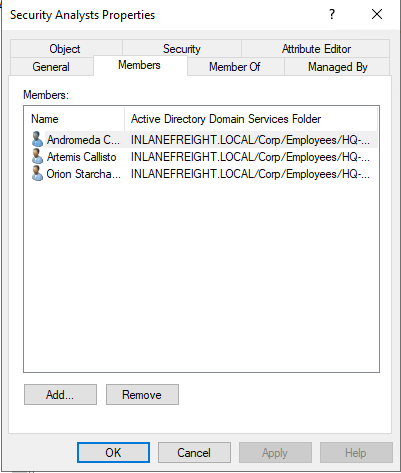 Security Analysts Properties
Object Security Attribute Editor
General Members Member Of Managed By
Members:
Name Active Directory Domain Services Folder
Andromeda C... INLANEFREIGHT.LOCAL/Corp/Employees/HQ-...
Artemis Callisto INLANEFREIGHT.LOCAL/Corp/Employees/HQ-...
Orion Starcha... INLANEFREIGHT.LOCAL/Corp/Employees/HQ-...
Add... Remove
OK Cancel Apply Help